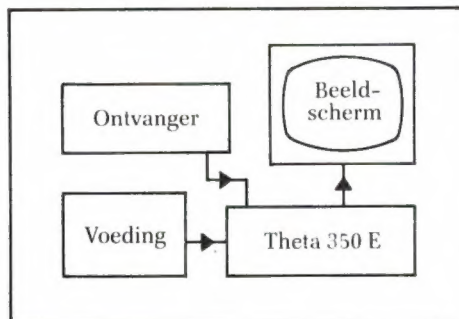 Beeld-
scherm
Ontvanger
Voeding
Theta 350 E